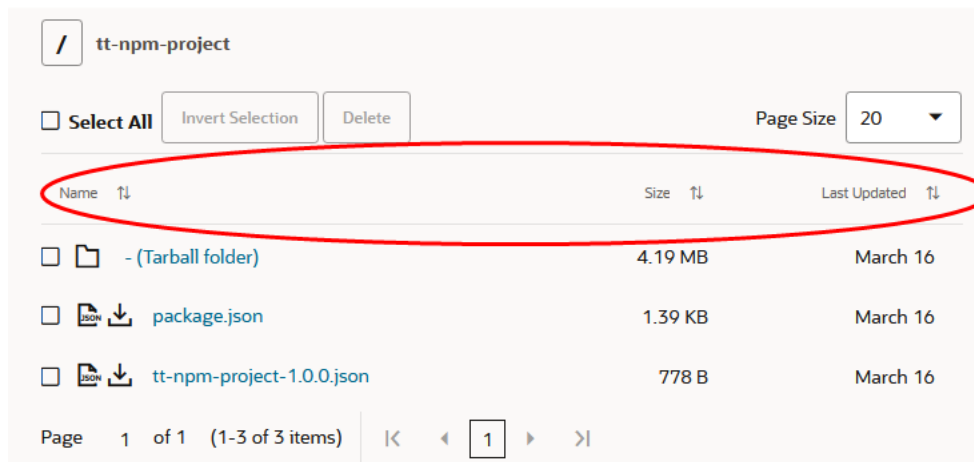 / tt-npm-project
Select All Invert Selection Delete Page Size 20
Name Size Last Updated
- (Tarball folder) 4.19 MB March 16
JSON package.json 1.39 KB March 16
JSON tt-npm-project-1.0.0.json 778 B March 16
Page 1 of 1 (1-3 of 3 items) 1